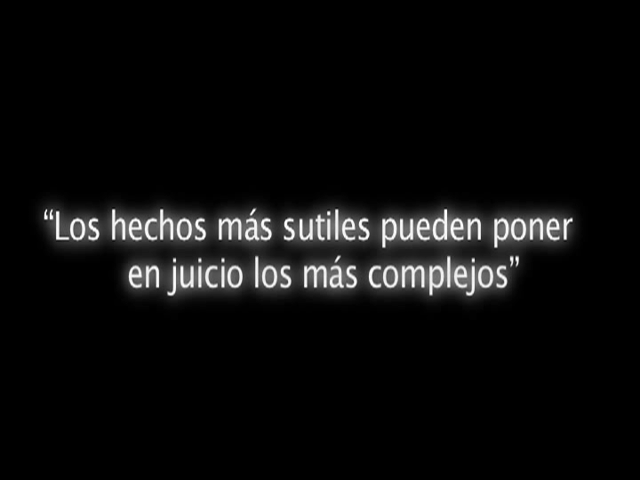 “Los hechos más sutiles pueden poner
en juicio los más complejos”